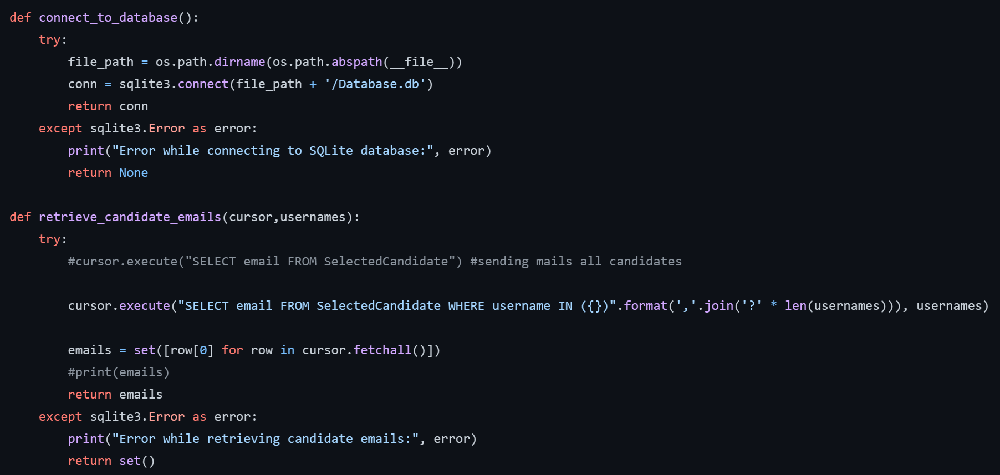 def connect_to_database():
    try:
        file_path = os.path.dirname(os.path.abspath(__file__))
        conn = sqlite3.connect(file_path + '/Database.db')
        return conn
    except sqlite3.Error as error:
        print("Error while connecting to SQLite database:", error)
        return None

def retrieve_candidate_emails(cursor,usernames):
    try:
        #cursor.execute("SELECT email FROM SelectedCandidate") #sending mails all candidates

        cursor.execute("SELECT email FROM SelectedCandidate WHERE username IN ({})".format(','.join('?' * len(usernames))), usernames)

        emails = set([row[0] for row in cursor.fetchall()])
        #print(emails)
        return emails
    except sqlite3.Error as error:
        print("Error while retrieving candidate emails:", error)
        return set()